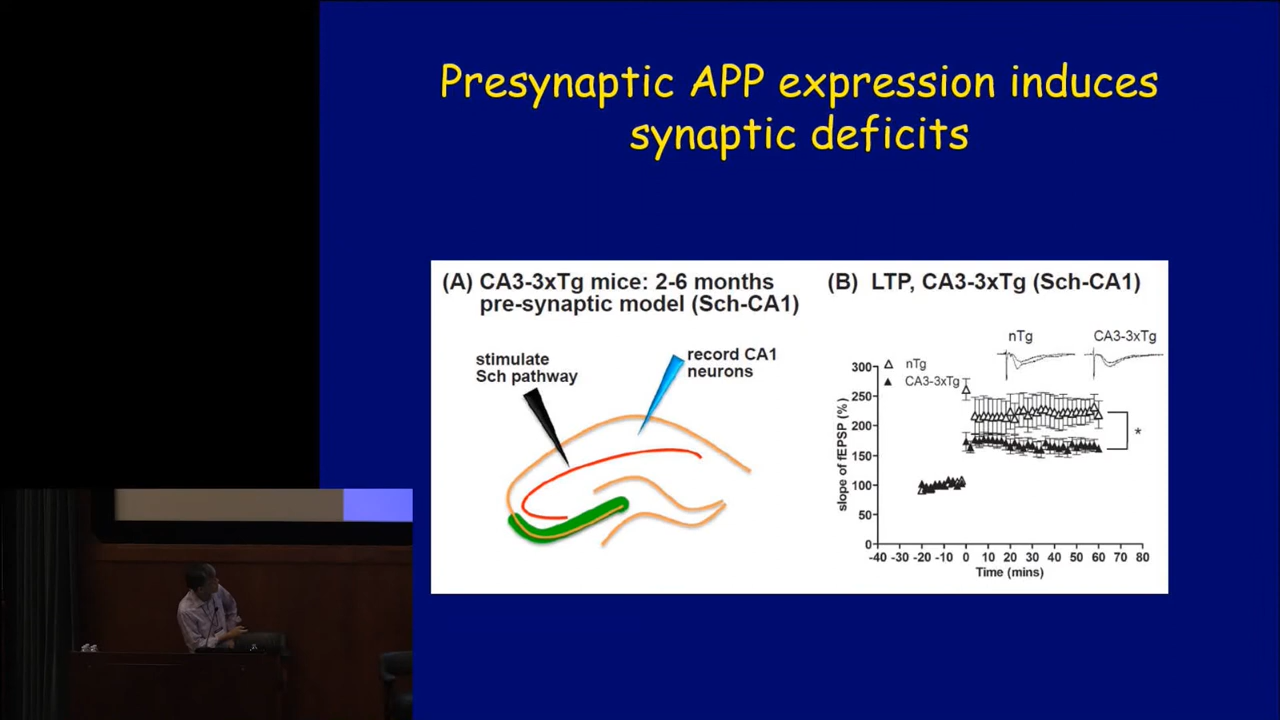 Presynaptic APP expression induces
synaptic deficits
(A) CA3-3xTg mice: 2-6 months
pre-synaptic model (Sch-CA1)
stimulate
Sch pathway
record CA1
neurons
(B) LTP, CA3-3xTg (Sch-CA1)
nTg
CA3-3xTg
nTg
CA3-3xTg
300
250
200
150
100
50
0
slope of fEPSP (%)
*
-40 -30 -20 -10 0 10 20 30 40 50 60 70 80
Time (mins)